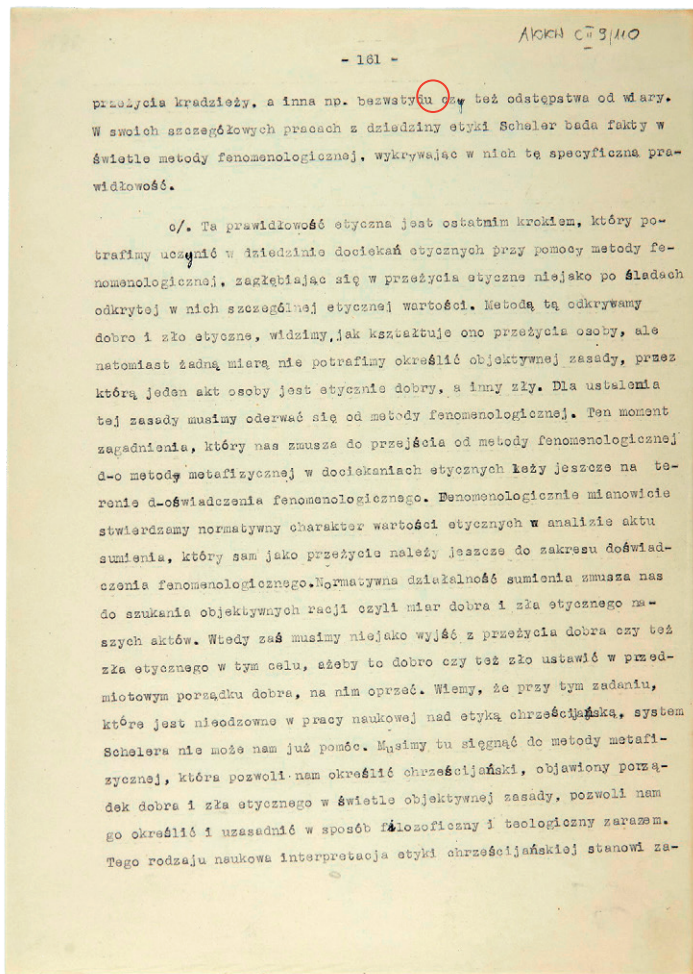 AKKW C II 9/110
- 161 -
przeżycia kradzieży, a inna np. bezwstydu czy też odstępstwa od wiary.
W swoich szczegółowych pracach z dziedziny etyki Scheler bada fakty w
świetle metody fenomenologicznej, wykrywając w nich tę specyficzną pra-
widłowość.
c/. Ta prawidłowość etyczna jest ostatnim krokiem, który po-
trafimy uczynić w dziedzinie dociekań etycznych przy pomocy metody fe-
nomenologicznej, zagłębiając się w przeżycia etyczne niejako po śladach
odkrytej w nich szczególnej etycznej wartości. Metodą tą odkrywamy
dobro i zło etyczne, widzimy, jak kształtuje ono przeżycia osoby, ale
natomiast żadną miarą nie potrafimy określić objektywnej zasady, przez
którą jeden akt osoby jest etycznie dobry, a inny zły. Dla ustalenia
tej zasady musimy oderwać się od metody fenomenologicznej. Ten moment
zagadnienia, który nas zmusza do przejścia od metody fenomenologicznej
d-o metody metafizycznej w dociekaniach etycznych leży jeszcze na te-
renie d-oświadczenia fenomenologicznego. Fenomenologicznie mianowicie
stwierdzamy normatywny charakter wartości etycznych w analizie aktu
sumienia, który sam jako przeżycie należy jeszcze do zakresu doświad-
czenia fenomenologicznego. Normatywna działalność sumienia zmusza nas
do szukania objektywnych racji czyli miar dobra i zła etycznego na-
szych aktów. Wtedy zaś musimy niejako wyjść z przeżycia dobra czy też
zła etycznego w tym celu, ażeby to dobro czy też zło ustawić w przed-
miotowym porządku dobra, na nim oprzeć. Wiemy, że przy tym zadaniu,
które jest nieodzowne w pracy naukowej nad etyką chrześcijańską, system
Schelera nie może nam już pomóc. Musimy tu sięgnąć do metody metafi-
zycznej, która pozwoli nam określić chrześcijański, objawiony porzą-
dek dobra i zła etycznego w świetle objektywnej zasady, pozwoli nam
go określić i uzasadnić w sposób filozoficzny i teologiczny zarazem.
Tego rodzaju naukowa interpretacja etyki chrześcijańskiej stanowi za-